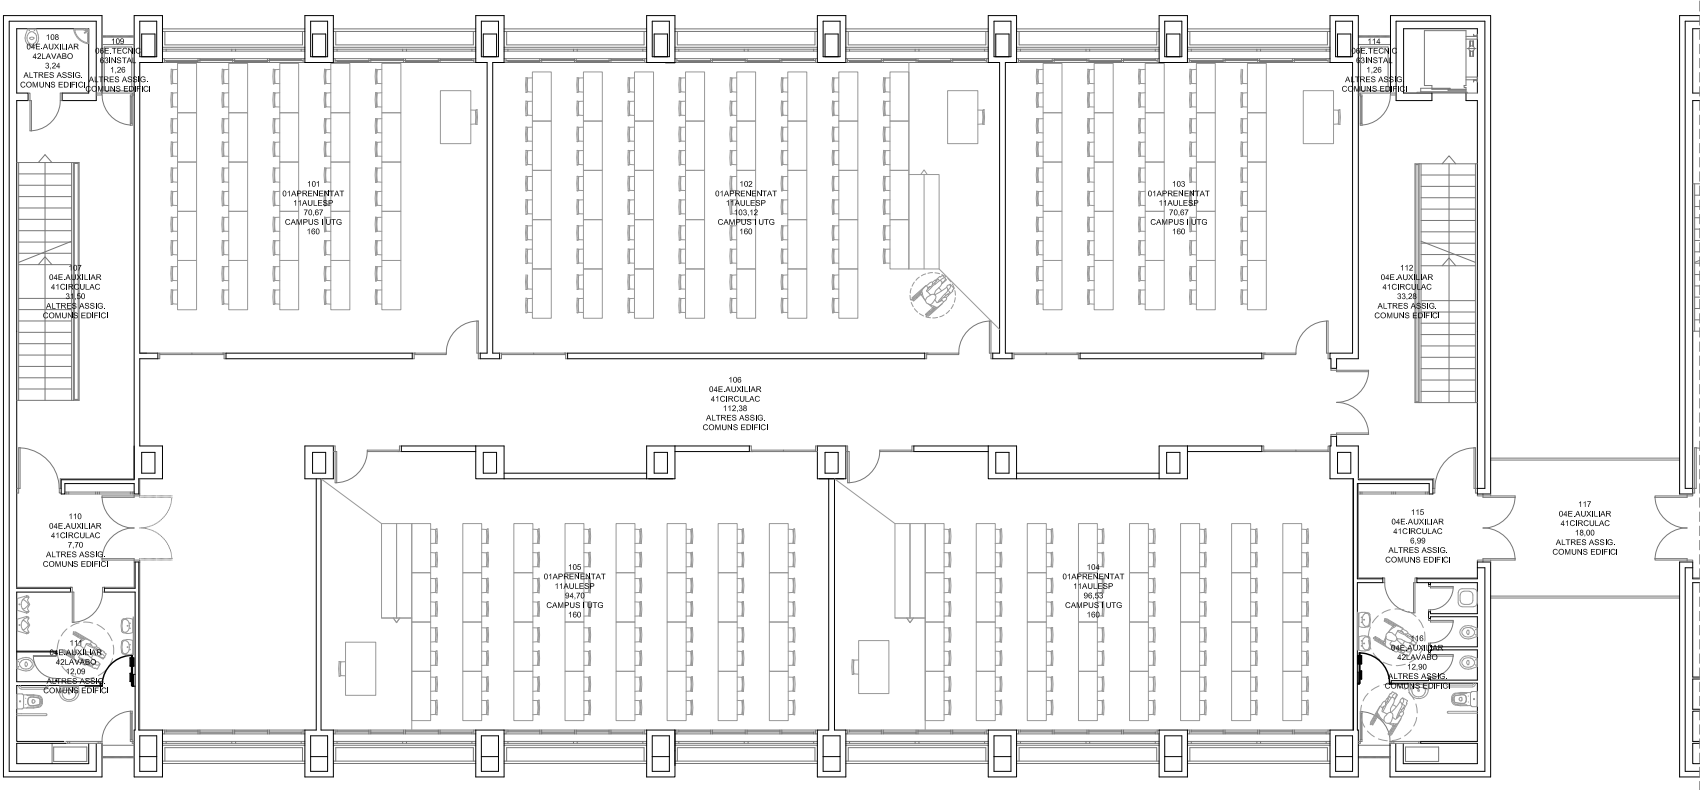 108
04E.AUXILIAR
42LAVABO
3,24
ALTRES ASSIG.
COMUNS EDIFICI
109
06E.TECNIC
63INSTAL
1,26
ALTRES ASSIG.
COMUNS EDIFICI
114
06E.TECNIC
63INSTAL
1,26
ALTRES ASSIG.
COMUNS EDIFICI
101
01APRENENTAT
11AULESP
70,67
CAMPUS I UTG
160
102
01APRENENTAT
11AULESP
103,12
CAMPUS I UTG
160
103
01APRENENTAT
11AULESP
70,67
CAMPUS I UTG
160
107
04E.AUXILIAR
41CIRCULAC
31,50
ALTRES ASSIG.
COMUNS EDIFICI
112
04E.AUXILIAR
41CIRCULAC
33,28
ALTRES ASSIG.
COMUNS EDIFICI
106
04E.AUXILIAR
41CIRCULAC
112,38
ALTRES ASSIG.
COMUNS EDIFICI
110
04E.AUXILIAR
41CIRCULAC
7,70
ALTRES ASSIG.
COMUNS EDIFICI
105
01APRENENTAT
11AULESP
94,70
CAMPUS I UTG
160
104
01APRENENTAT
11AULESP
96,53
CAMPUS I UTG
160
115
04E.AUXILIAR
41CIRCULAC
6,99
ALTRES ASSIG.
COMUNS EDIFICI
117
04E.AUXILIAR
41CIRCULAC
18,00
ALTRES ASSIG.
COMUNS EDIFICI
111
04E.AUXILIAR
42LAVABO
12,09
ALTRES ASSIG.
COMUNS EDIFICI
116
04E.AUXILIAR
42LAVABO
12,90
ALTRES ASSIG.
COMUNS EDIFICI